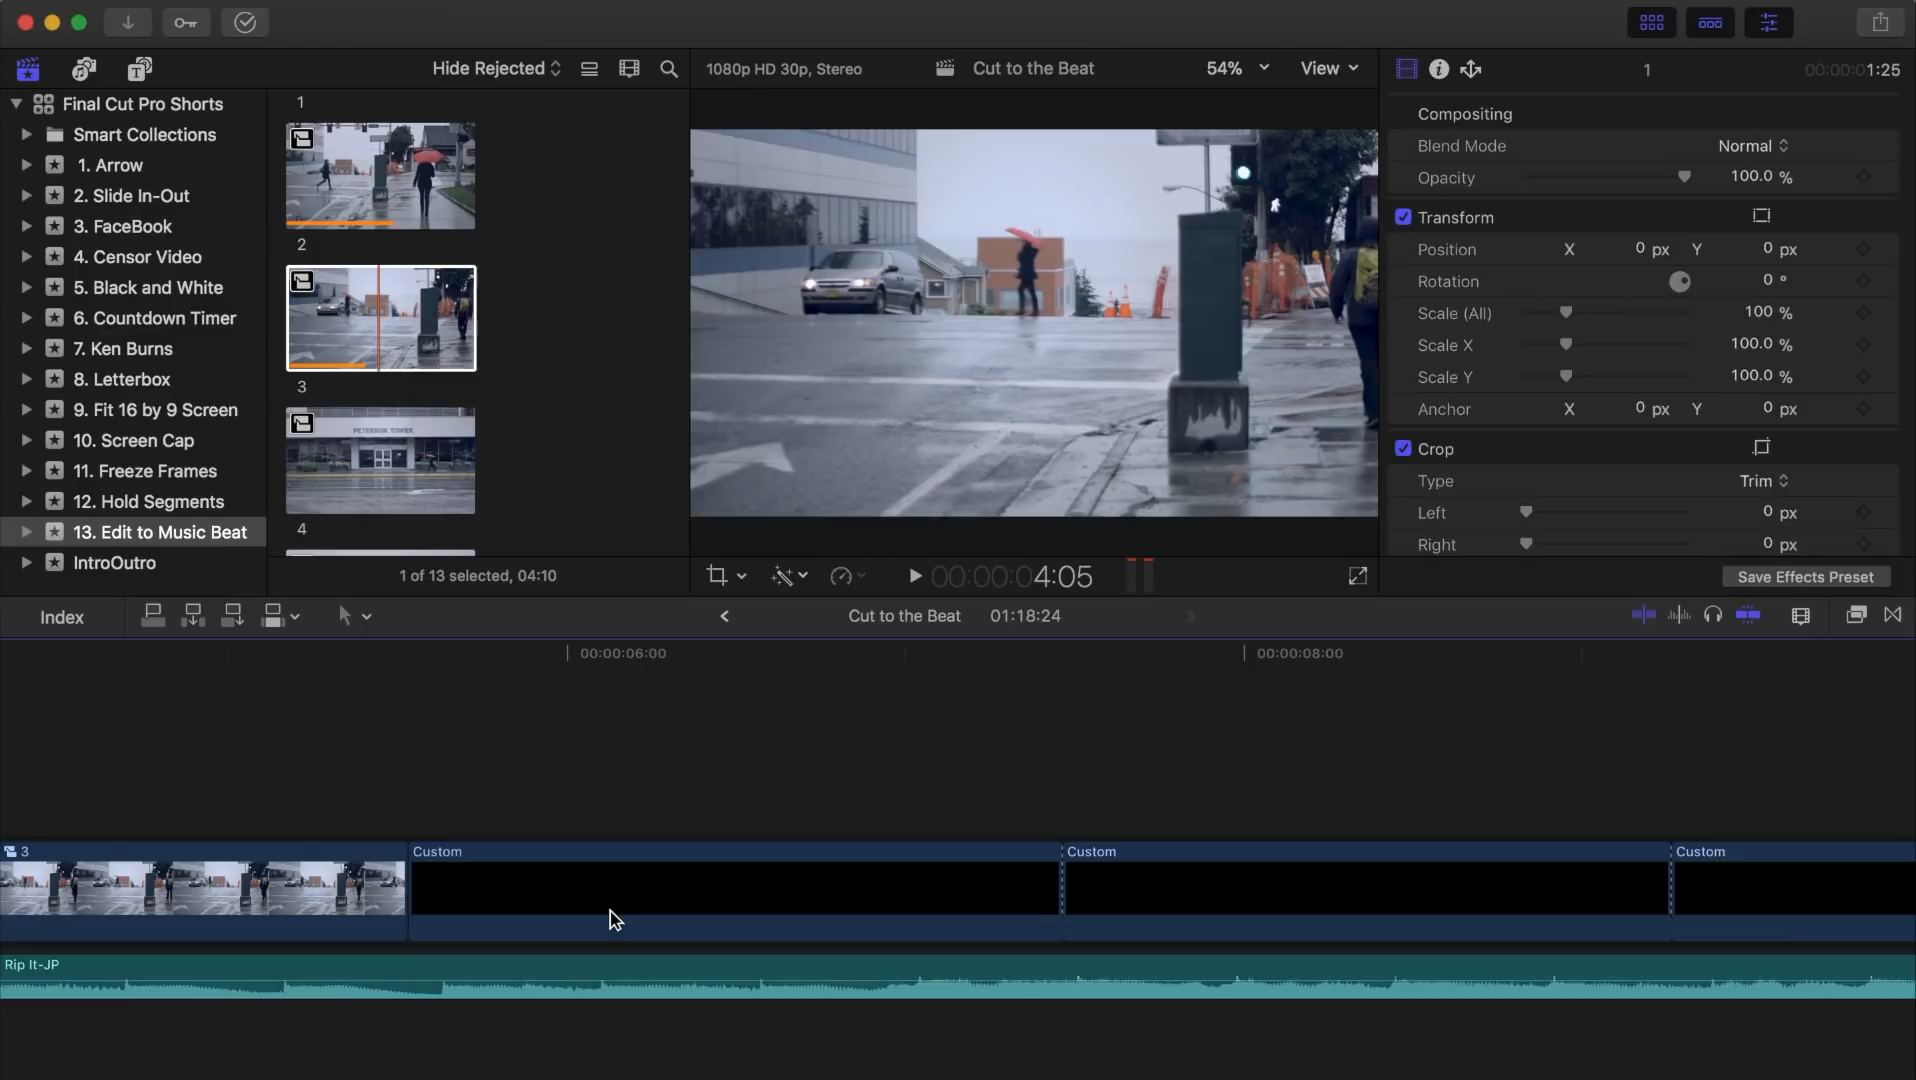 Hide Rejected
1080p HD 30p, Stereo
Cut to the Beat
54%
View
1
00:00:01:25
Final Cut Pro Shorts
Smart Collections
1. Arrow
2. Slide In-Out
3. FaceBook
4. Censor Video
5. Black and White
6. Countdown Timer
7. Ken Burns
8. Letterbox
9. Fit 16 by 9 Screen
10. Screen Cap
11. Freeze Frames
12. Hold Segments
13. Edit to Music Beat
IntroOutro
1
2
3
PETERSON TOWER
4
1 of 13 selected, 04:10
00:00:04:05
Compositing
Blend Mode Normal
Opacity 100.0 %
Transform
Position X 0 px Y 0 px
Rotation 0 °
Scale (All) 100 %
Scale X 100.0 %
Scale Y 100.0 %
Anchor X 0 px Y 0 px
Crop
Type Trim
Left 0 px
Right 0 px
Save Effects Preset
Index
Cut to the Beat 01:18:24
00:00:06:00
00:00:08:00
3
Custom
Custom
Custom
Rip It-JP